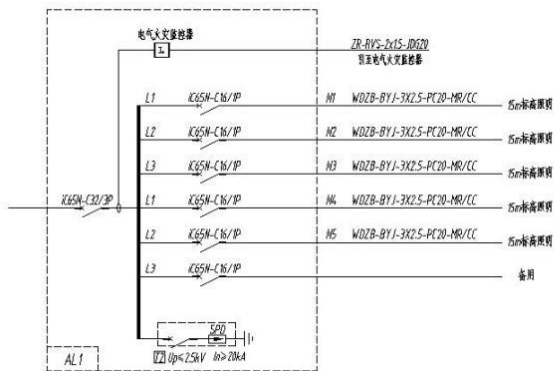 电气火灾监控器
ZR-RVS-2x1.5-JDG20
引至电气火灾监控器
L1 iC65N-C16/1P N1 WDZB-BYJ-3X2.5-PC20-MR/CC 15m标高照明
L2 iC65N-C16/1P N2 WDZB-BYJ-3X2.5-PC20-MR/CC 15m标高照明
L3 iC65N-C16/1P N3 WDZB-BYJ-3X2.5-PC20-MR/CC 15m标高照明
iC65N-C32/3P L1 iC65N-C16/1P N4 WDZB-BYJ-3X2.5-PC20-MR/CC 15m标高照明
L2 iC65N-C16/1P N5 WDZB-BYJ-3X2.5-PC20-MR/CC 15m标高照明
L3 iC65N-C16/1P 备用
SPD
T2 Up≤2.5kV In≥20kA
AL1